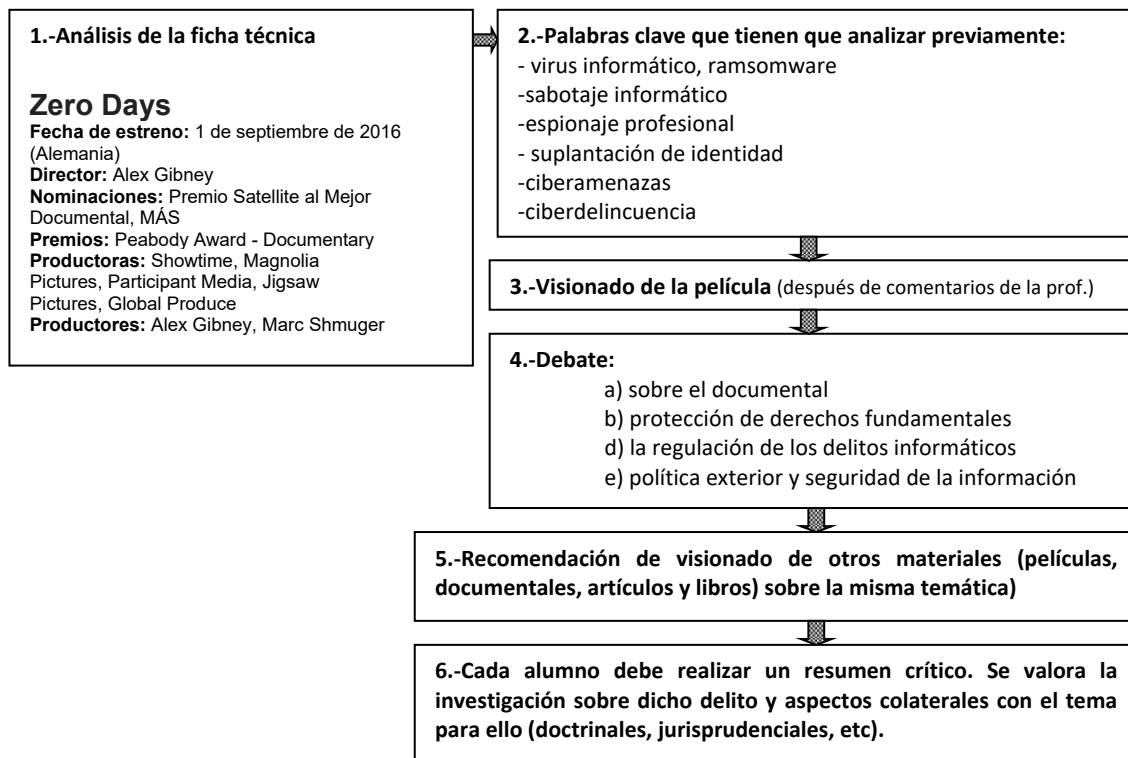 1.-Análisis de la ficha técnica
Zero Days
Fecha de estreno: 1 de septiembre de 2016
(Alemania)
Director: Alex Gibney
Nominaciones: Premio Satellite al Mejor
Documental, MÁS
Premios: Peabody Award - Documentary
Productoras: Showtime, Magnolia
Pictures, Participant Media, Jigsaw
Pictures, Global Produce
Productores: Alex Gibney, Marc Shmuger
2.-Palabras clave que tienen que analizar previamente:
- virus informático, ramsomware
-sabotaje informático
-espionaje profesional
- suplantación de identidad
-ciberamenazas
-ciberdelincuencia
3.-Visionado de la película (después de comentarios de la prof.)
4.-Debate:
a) sobre el documental
b) protección de derechos fundamentales
d) la regulación de los delitos informáticos
e) política exterior y seguridad de la información
5.-Recomendación de visionado de otros materiales (películas,
documentales, artículos y libros) sobre la misma temática)
6.-Cada alumno debe realizar un resumen crítico. Se valora la
investigación sobre dicho delito y aspectos colaterales con el tema
para ello (doctrinales, jurisprudenciales, etc).